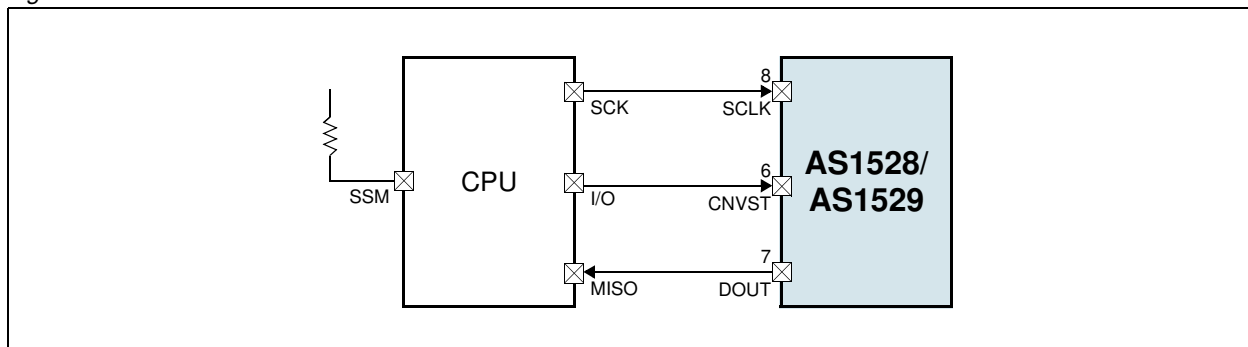 8
SCK
SCLK
AS1528/
AS1529
CPU
6
SSM
I/O
CNVST
7
MISO
DOUT